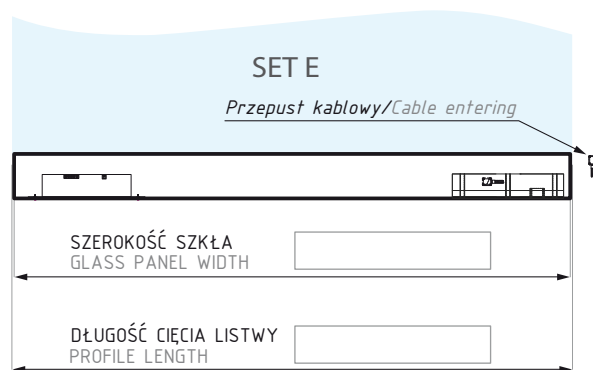 SET E
Przepust kablowy/Cable entering
SZEROKOŚĆ SZKŁA
GLASS PANEL WIDTH
DŁUGOŚĆ CIĘCIA LISTWY
PROFILE LENGTH